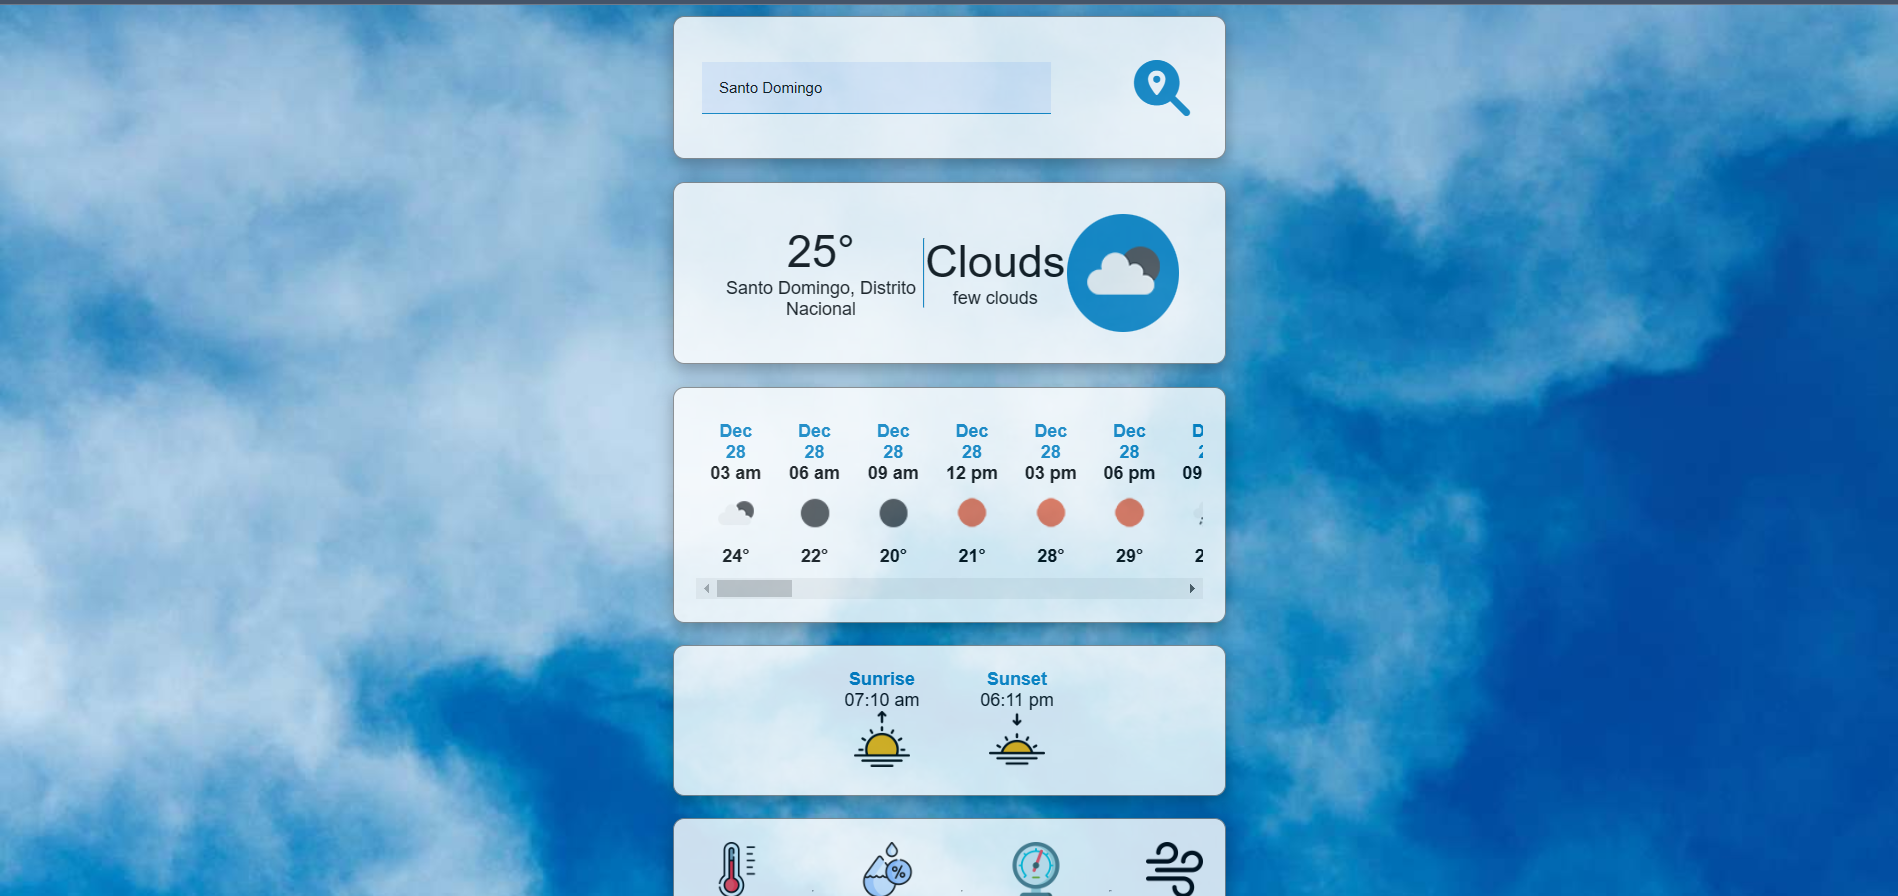 Santo Domingo
25°
Santo Domingo, Distrito
Nacional
Clouds
few clouds
Dec Dec Dec Dec Dec Dec
28 28 28 28 28 28
03 am 06 am 09 am 12 pm 03 pm 06 pm 09
24° 22° 20° 21° 28° 29°
Sunrise Sunset
07:10 am 06:11 pm
%